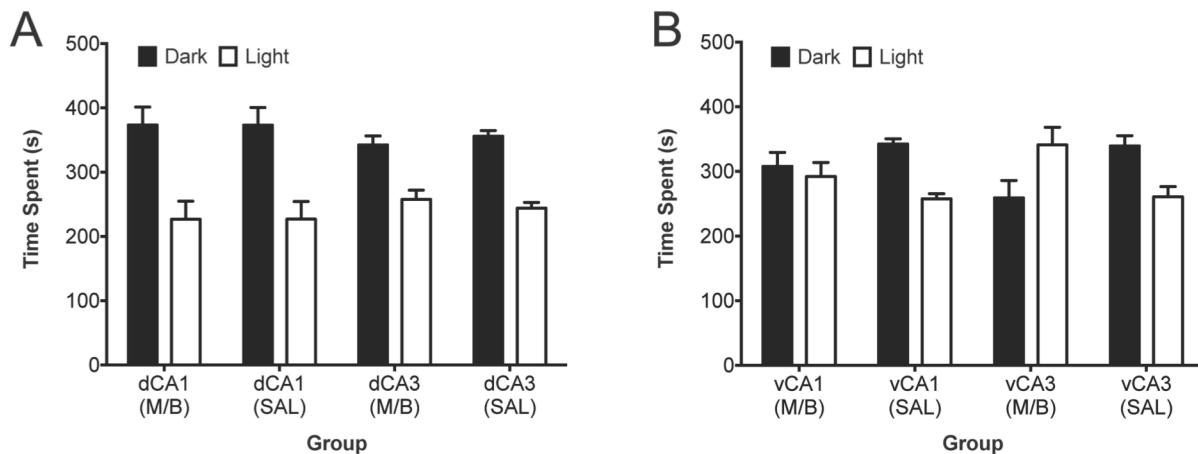 A
Dark Light
Time Spent (s)
500
400
300
200
100
0
dCA1 dCA1 dCA3 dCA3
(M/B) (SAL) (M/B) (SAL)
Group
B
Dark Light
Time Spent (s)
500
400
300
200
100
0
vCA1 vCA1 vCA3 vCA3
(M/B) (SAL) (M/B) (SAL)
Group